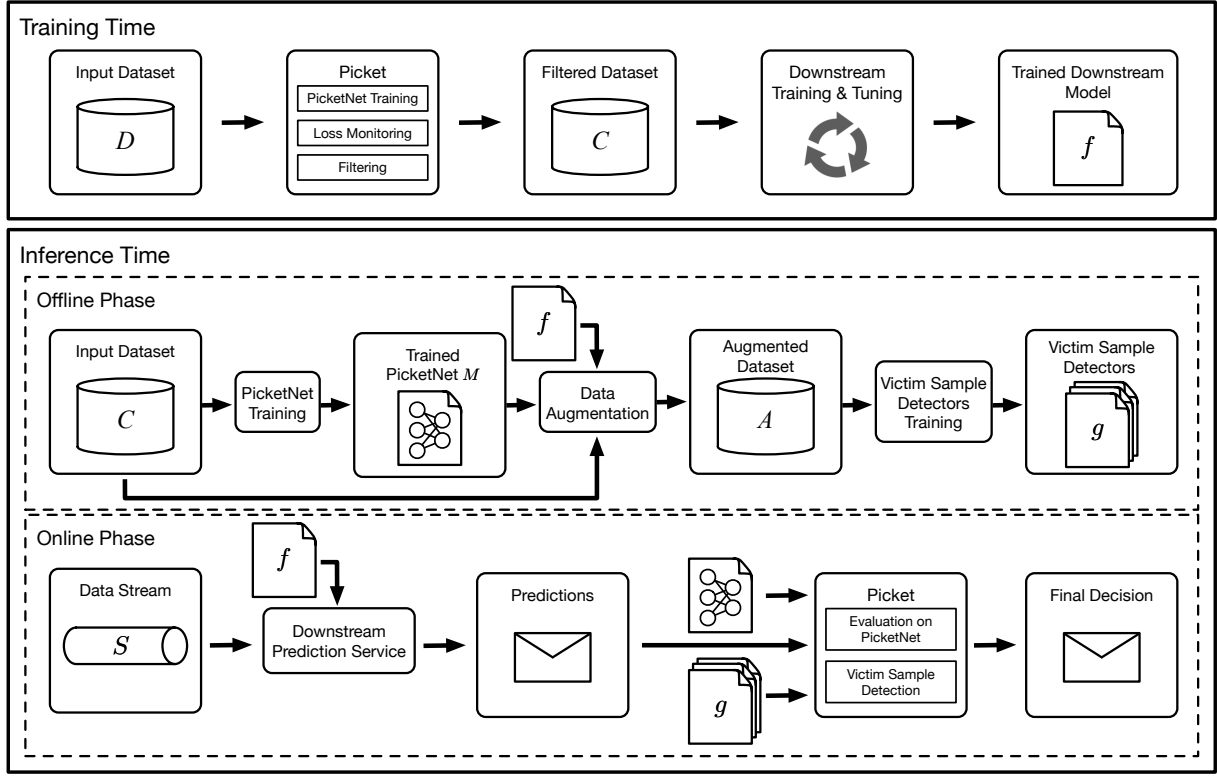 Training Time
Input Dataset
D
Picket
PicketNet Training
Loss Monitoring
Filtering
Filtered Dataset
C
Downstream
Training & Tuning
Trained Downstream
Model
f
Inference Time
Offline Phase
Input Dataset
C
PicketNet
Training
Trained
PicketNet M
f
Data
Augmentation
Augmented
Dataset
A
Victim Sample
Detectors
Training
Victim Sample
Detectors
g
Online Phase
Data Stream
S
f
Downstream
Prediction Service
Predictions
g
Picket
Evaluation on
PicketNet
Victim Sample
Detection
Final Decision